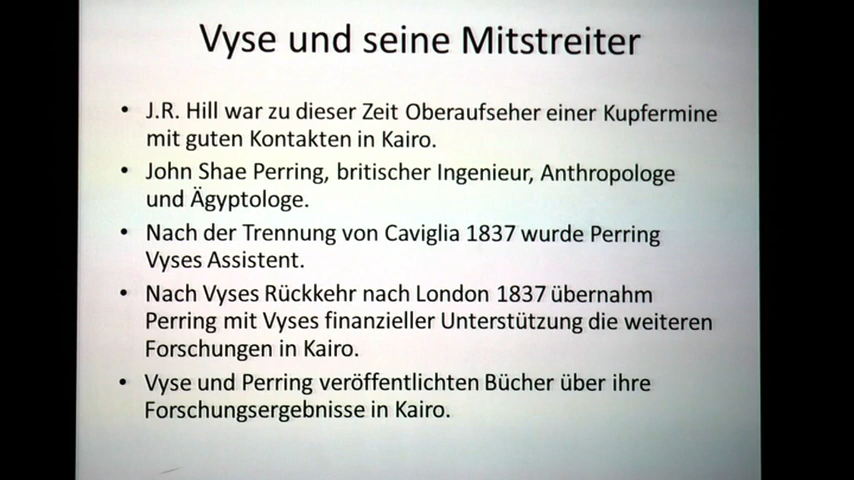 Vyse und seine Mitstreiter
• J.R. Hill war zu dieser Zeit Oberaufseher einer Kupfermine
mit guten Kontakten in Kairo.
• John Shae Perring, britischer Ingenieur, Anthropologe
und Ägyptologe.
• Nach der Trennung von Caviglia 1837 wurde Perring
Vyses Assistent.
• Nach Vyses Rückkehr nach London 1837 übernahm
Perring mit Vyses finanzieller Unterstützung die weiteren
Forschungen in Kairo.
• Vyse und Perring veröffentlichten Bücher über ihre
Forschungsergebnisse in Kairo.